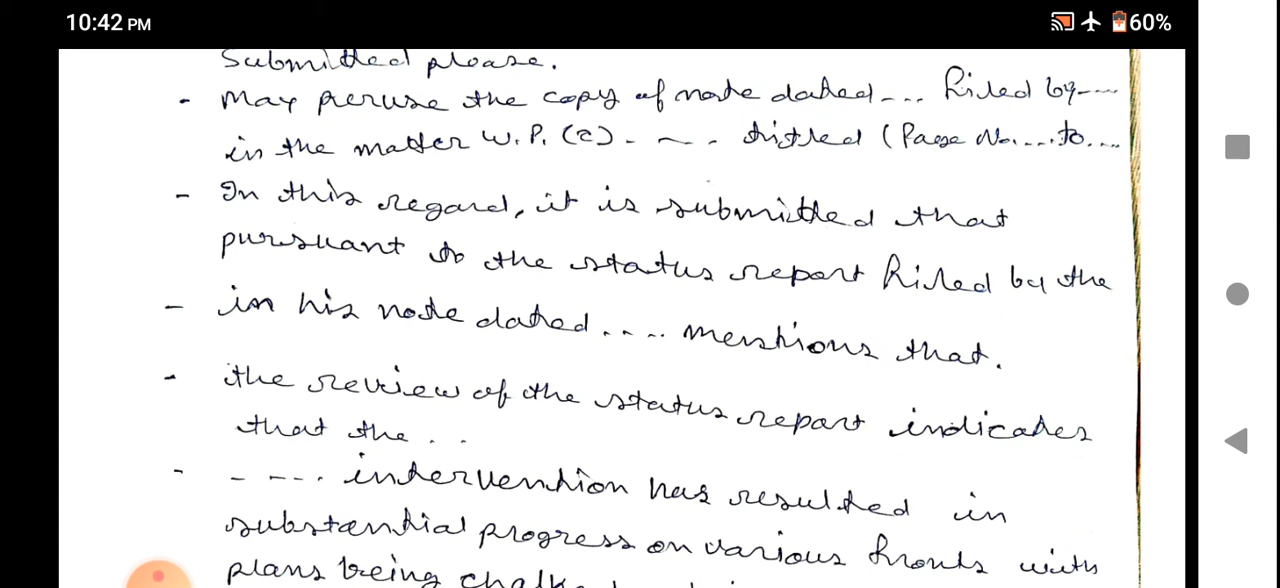 10:42 PM
60%
Submitted please.
- May peruse the copy of note dated---... filed by----
in the matter W.P. (c) - ~ - . titled (Page No.....to....
- In this regard, it is submitted that
pursuant to the status report filed by the
- in his note dated. - - .. mentions that.
- the review of the status report indicates
that the . . .
- - ---. intervention has resulted in
substantial progress on various fronts with
plans being